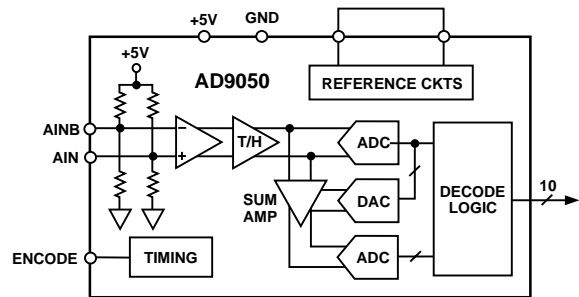 +5V
GND
+5V
AD9050
REFERENCE CKTS
AINB
−
T/H
ADC
AIN
+
SUM
AMP
DAC
DECODE
LOGIC
10
ADC
ENCODE
TIMING